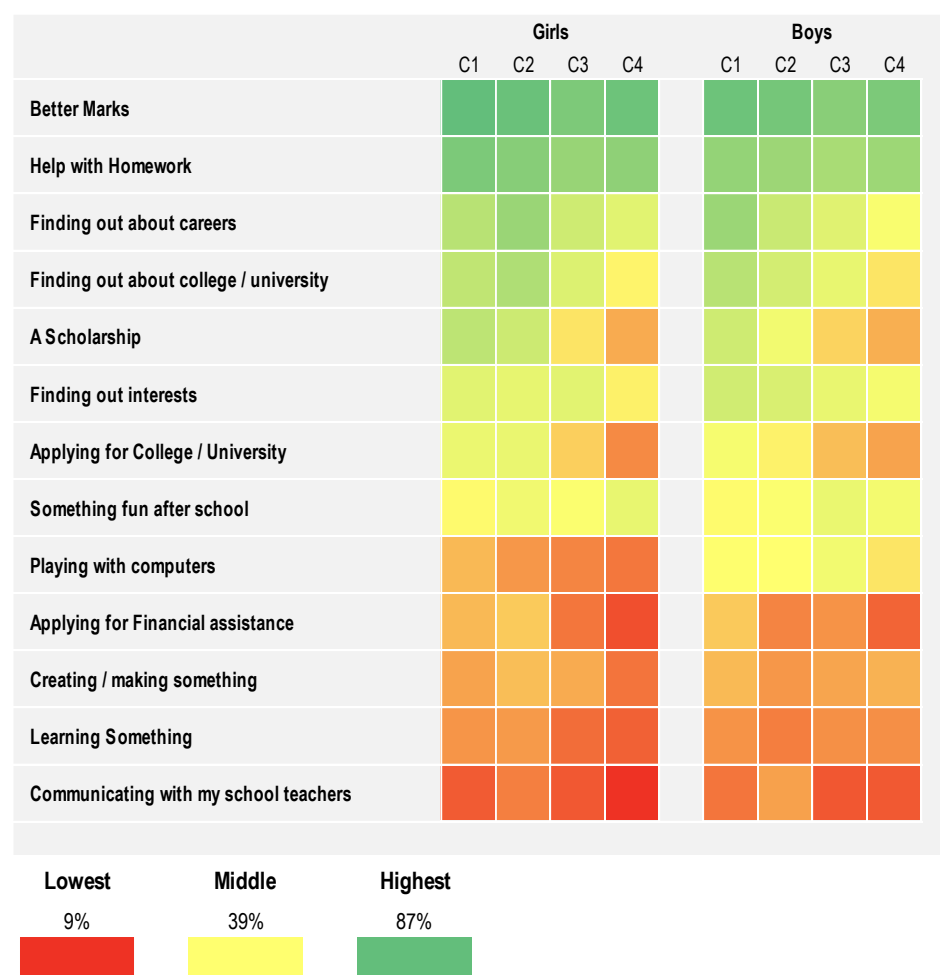 Girls Boys
C1 C2 C3 C4 C1 C2 C3 C4
Better Marks
Help with Homework
Finding out about careers
Finding out about college / university
A Scholarship
Finding out interests
Applying for College / University
Something fun after school
Playing with computers
Applying for Financial assistance
Creating / making something
Learning Something
Communicating with my school teachers
Lowest Middle Highest
9% 39% 87%